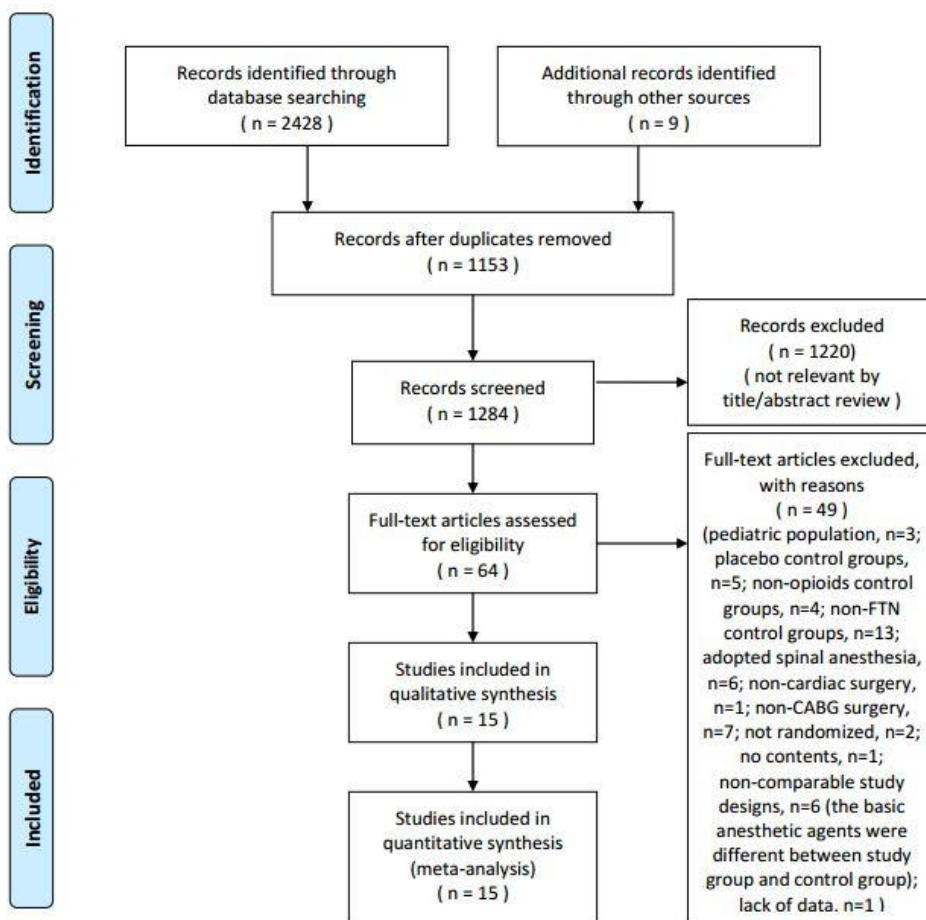 Identification
Records identified through
database searching
( n = 2428 )
Additional records identified
through other sources
( n = 9 )
Records after duplicates removed
( n = 1153 )
Screening
Records screened
( n = 1284 )
Records excluded
( n = 1220)
( not relevant by
title/abstract review )
Eligibility
Full-text articles assessed
for eligibility
( n = 64 )
Full-text articles excluded,
with reasons
( n = 49 )
(pediatric population, n=3;
placebo control groups,
n=5; non-opioids control
groups, n=4; non-FTN
control groups, n=13;
adopted spinal anesthesia,
n=6; non-cardiac surgery,
n=1; non-CABG surgery,
n=7; not randomized, n=2;
no contents, n=1;
non-comparable study
designs, n=6 (the basic
anesthetic agents were
different between study
group and control group);
lack of data, n=1 )
Studies included in
qualitative synthesis
( n = 15 )
Included
Studies included in
quantitative synthesis
(meta-analysis)
( n = 15 )